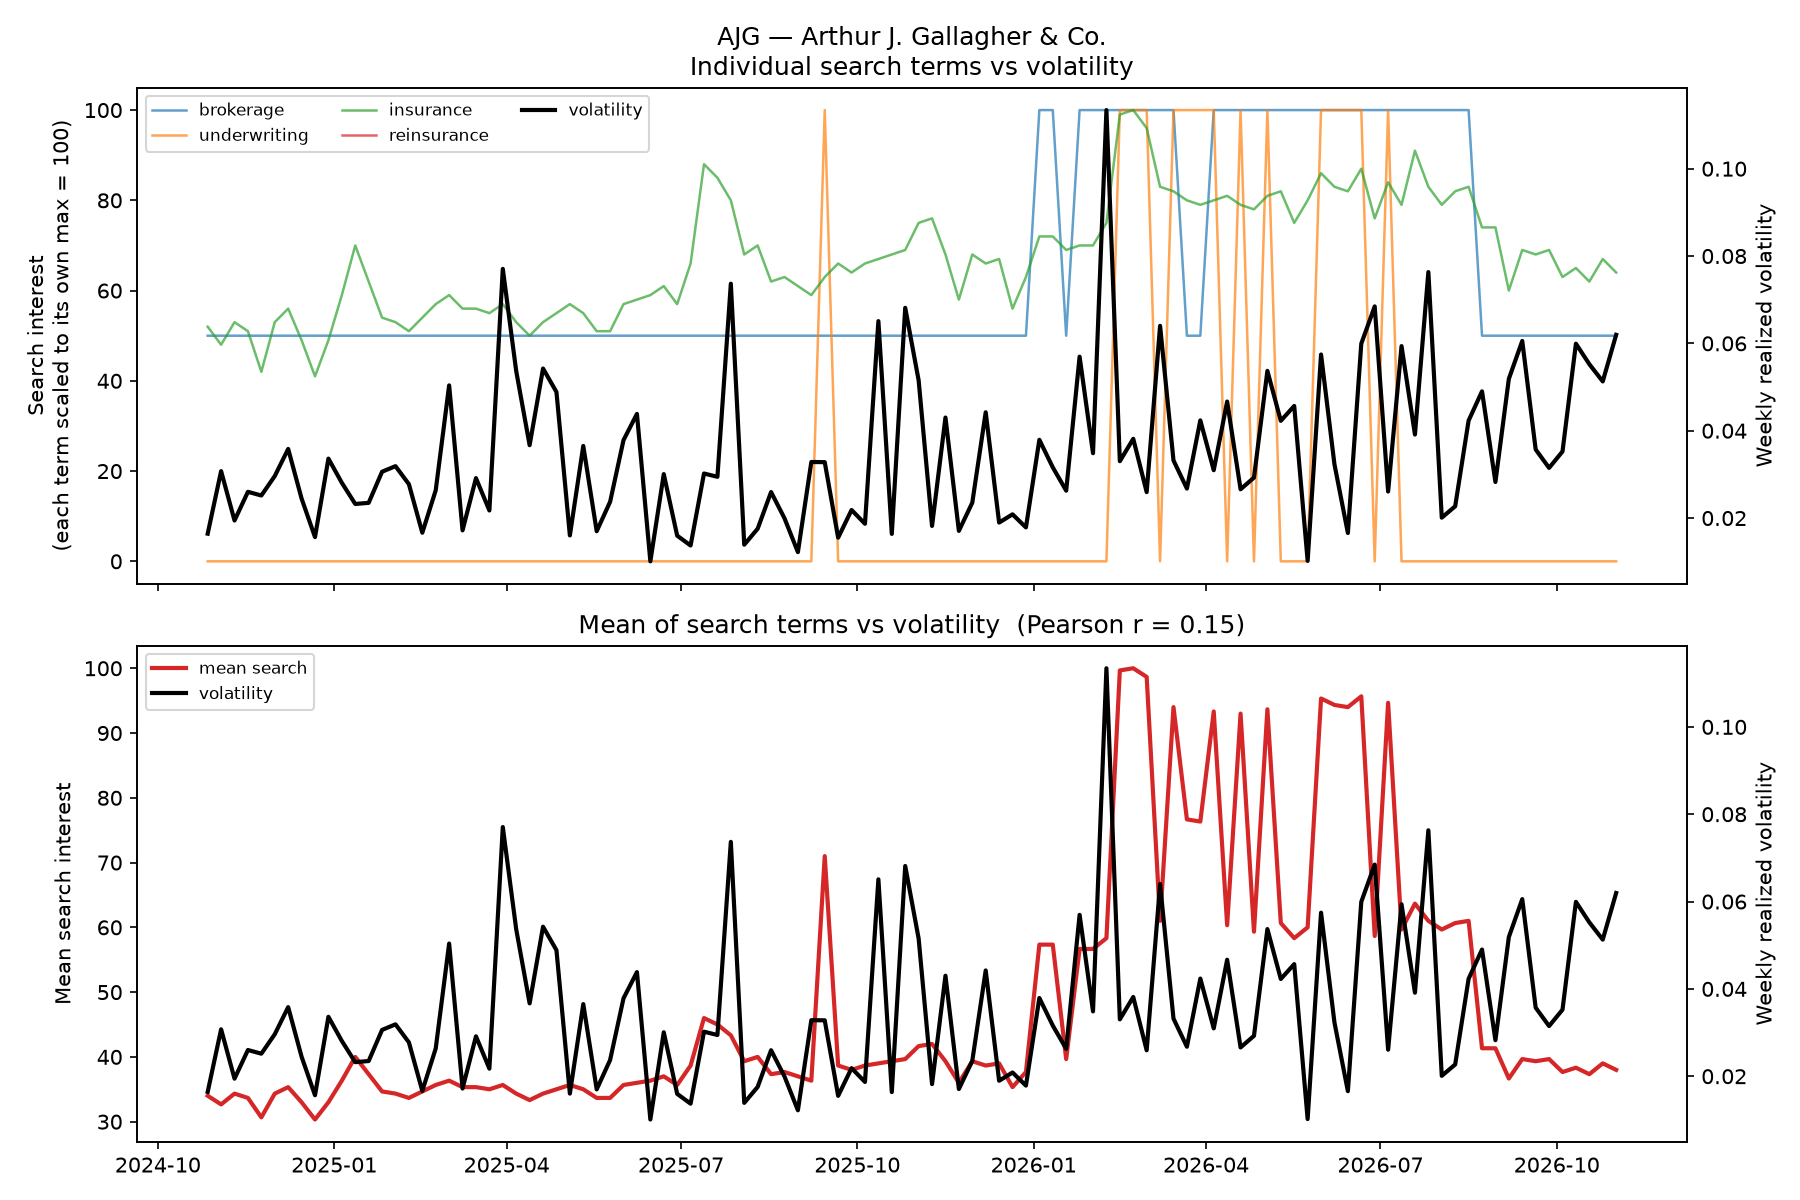 AJG — Arthur J. Gallagher & Co.
Individual search terms vs volatility
brokerage
underwriting
insurance
reinsurance
volatility
Search interest
(each term scaled to its own max = 100)
100
80
60
40
20
0
Weekly realized volatility
0.10
0.08
0.06
0.04
0.02
Mean of search terms vs volatility (Pearson r = 0.15)
mean search
volatility
Mean search interest
100
90
80
70
60
50
40
30
Weekly realized volatility
0.10
0.08
0.06
0.04
0.02
2024-10
2025-01
2025-04
2025-07
2025-10
2026-01
2026-04
2026-07
2026-10